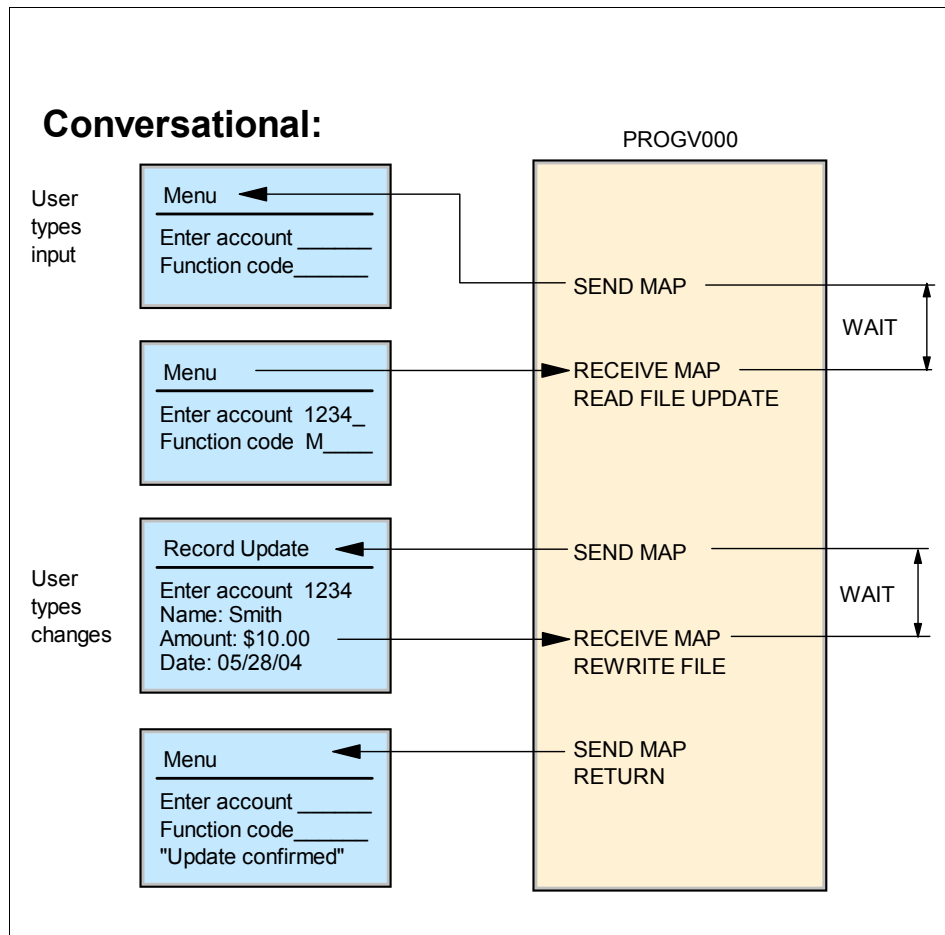 Conversational:
PROGV000
User
types
input
Menu
Enter account ______
Function code______
SEND MAP
WAIT
Menu
Enter account 1234_
Function code M____
RECEIVE MAP
READ FILE UPDATE
User
types
changes
Record Update
Enter account 1234
Name: Smith
Amount: $10.00
Date: 05/28/04
SEND MAP
WAIT
RECEIVE MAP
REWRITE FILE
Menu
Enter account ______
Function code______
"Update confirmed"
SEND MAP
RETURN